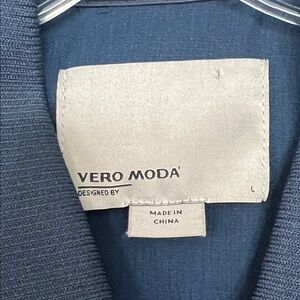 VERO MODA
DESIGNED BY
L
MADE IN
CHINA